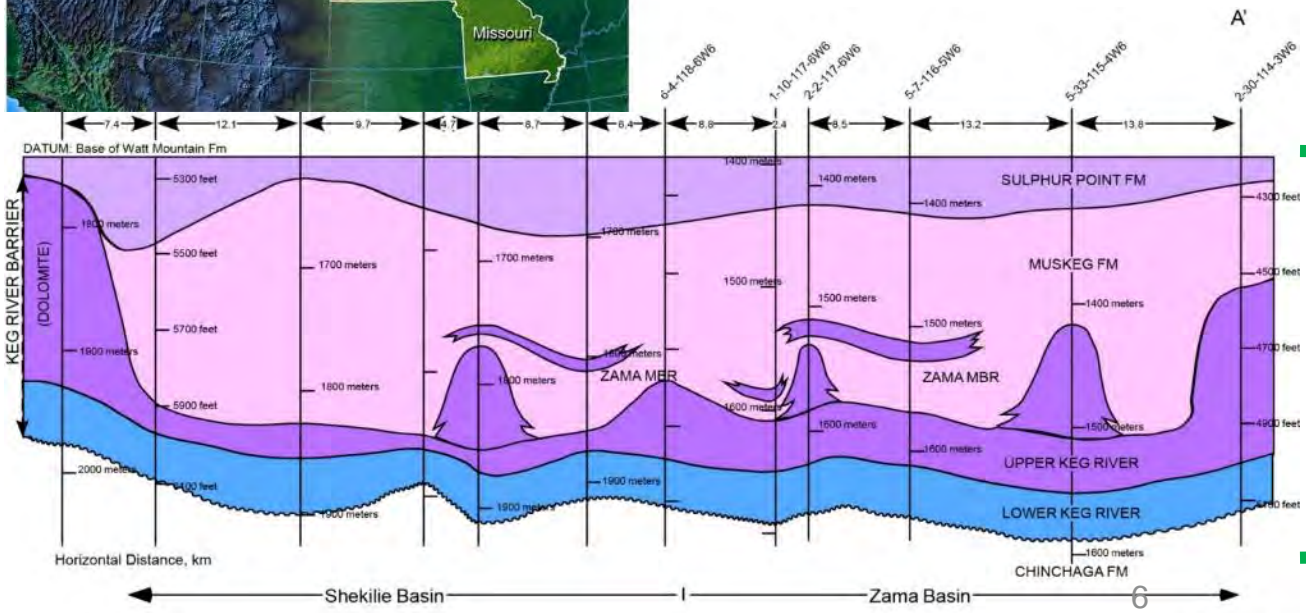 Missouri
A'
6-4-118-6W6
1-10-117-6W6
2-2-117-6W6
5-7-116-5W6
5-33-115-4W6
2-30-114-3W6
7.4 12.1 9.7 4.7 8.7 6.4 8.8 2.4 8.5 13.2 13.8
DATUM: Base of Watt Mountain Fm
1400 meters
5300 feet
1400 meters
SULPHUR POINT FM
4300 feet
1400 meters
1800 meters
1700 meters
5500 feet
1700 meters
1700 meters
MUSKEG FM
4500 feet
1500 meters
1400 meters
1500 meters
KEG RIVER BARRIER
(DOLOMITE)
5700 feet
1500 meters
1900 meters
1800 meters
4700 feet
ZAMA MBR
ZAMA MBR
1800 meters
1800 meters
5900 feet
1600 meters
4900 feet
1500 meters
1600 meters
1600 meters
UPPER KEG RIVER
2000 meters
6100 feet
1900 meters
1900 meters
1900 meters
LOWER KEG RIVER
feet
1600 meters
Horizontal Distance, km
CHINCHAGA FM
Shekilie Basin
Zama Basin
6